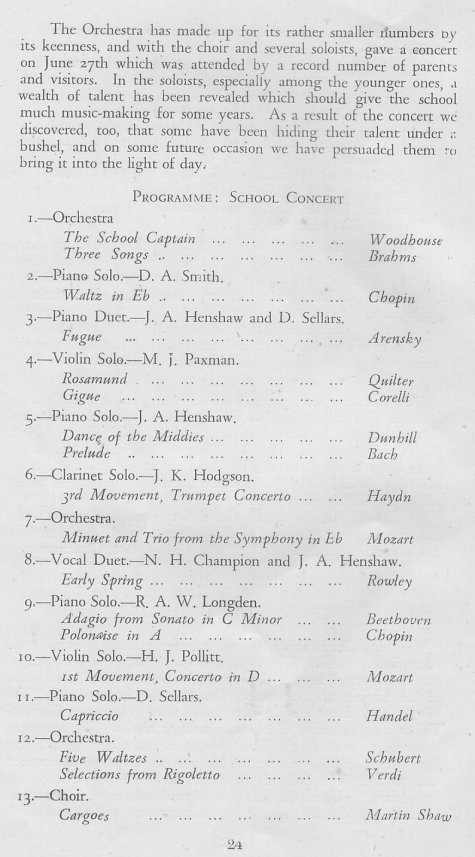 The Orchestra has made up for its rather smaller numbers by
its keenness, and with the choir and several soloists, gave a concert
on June 27th which was attended by a record number of parents
and visitors. In the soloists, especially among the younger ones, a
wealth of talent has been revealed which should give the school
much music-making for some years. As a result of the concert we
discovered, too, that some have been hiding their talent under a
bushel, and on some future occasion we have persuaded them to
bring it into the light of day.
PROGRAMME: SCHOOL CONCERT
1.—Orchestra
The School Captain ... ... ... ... ... Woodhouse
Three Songs .. ... ... ... ... ... ... Brahms
2.—Piano Solo.—D. A. Smith.
Waltz in Eb .. ... ... ... ... ... ... Chopin
3.—Piano Duet.—J. A. Henshaw and D. Sellars.
Fugue ... ... ... ... ... ... ... ... Arensky
4.—Violin Solo.—M. J. Paxman.
Rosamund . ... ... ... ... ... ... ... Quilter
Gigue ... ... ... ... ... ... ... ... Corelli
5.—Piano Solo.—J. A. Henshaw.
Dance of the Middies ... ... ... ... ... Dunhill
Prelude .. ... ... ... ... ... ... ... Bach
6.—Clarinet Solo.—J. K. Hodgson.
3rd Movement, Trumpet Concerto ... ... Haydn
7.—Orchestra.
Minuet and Trio from the Symphony in Eb Mozart
8.—Vocal Duet.—N. H. Champion and J. A. Henshaw.
Early Spring ... ... ... ... ... ... ... Rowley
9.—Piano Solo.—R. A. W. Longden.
Adagio from Sonato in C Minor ... ... Beethoven
Polonaise in A ... ... ... ... ... ... Chopin
10.—Violin Solo.—H. J. Pollitt.
1st Movement, Concerto in D ... ... ... Mozart
11.—Piano Solo.—D. Sellars.
Capriccio ... ... ... ... ... ... ... Handel
12.—Orchestra.
Five Waltzes .. ... ... ... ... ... ... Schubert
Selections from Rigoletto ... ... ... ... Verdi
13.—Choir.
Cargoes ... ... ... ... ... ... ... Martin Shaw
24